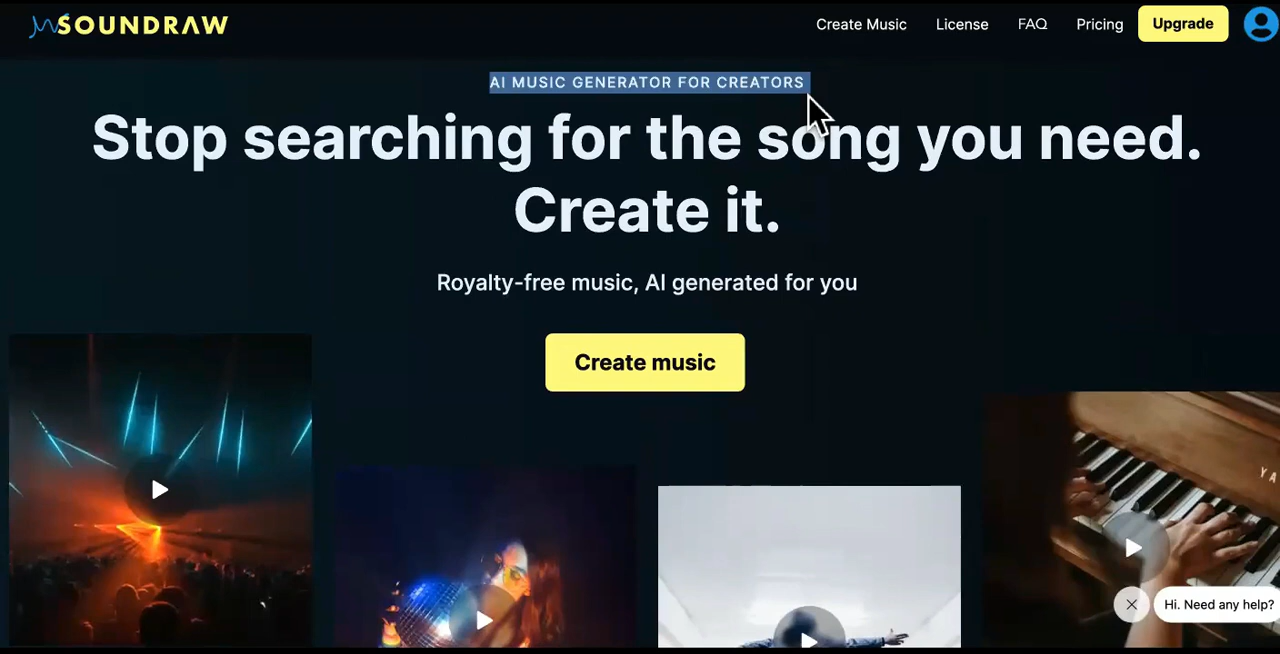 SOUNDRAW
Create Music
License
FAQ
Pricing
Upgrade
AI MUSIC GENERATOR FOR CREATORS
Stop searching for the song you need.
Create it.
Royalty-free music, AI generated for you
Create music
YA
Hi. Need any help?